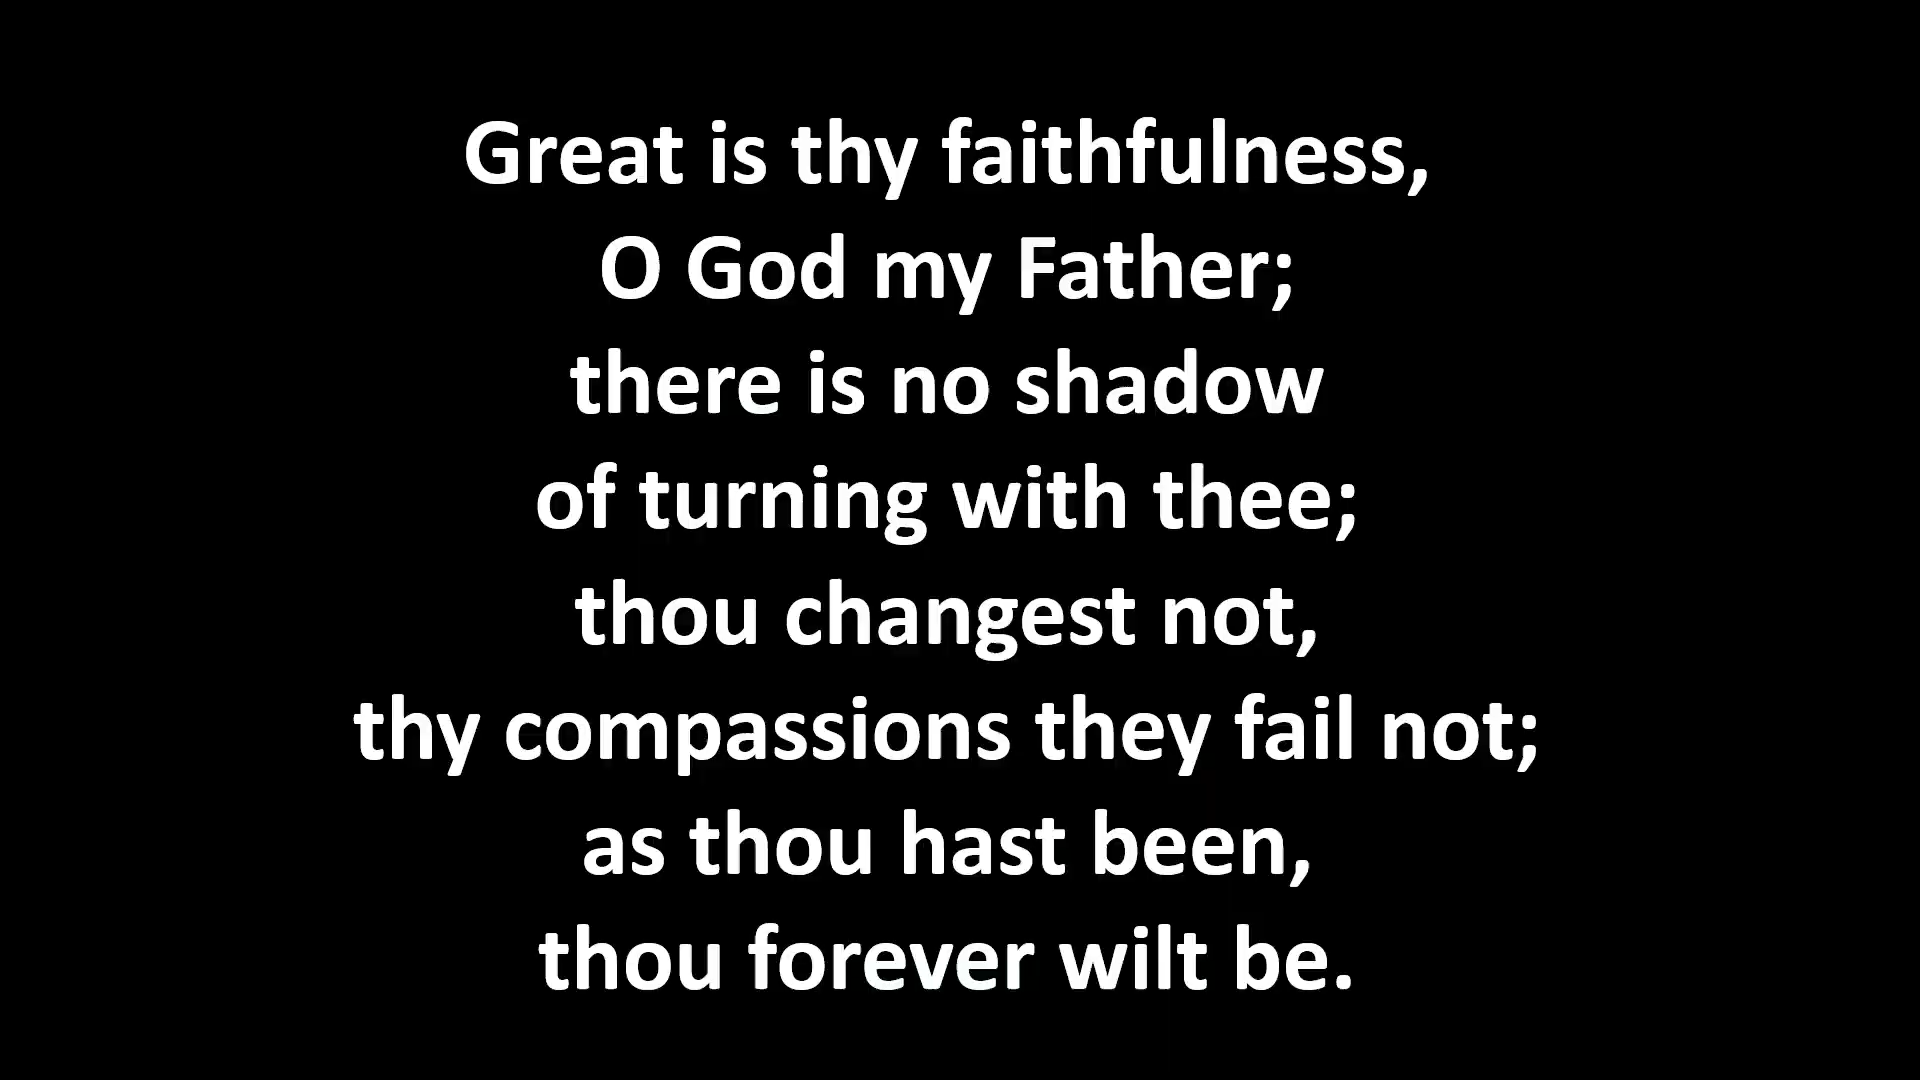 Great is thy faithfulness,
O God my Father;
there is no shadow
of turning with thee;
thou changest not,
thy compassions they fail not;
as thou hast been,
thou forever wilt be.